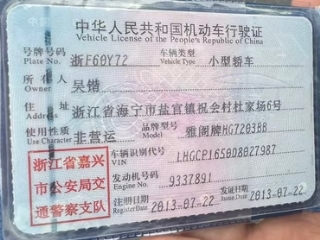 中华人民共和国机动车行驶证
Vehicle License of the People's Republic of China
号牌号码 浙F60Y72 车辆类型 小型轿车
Plate No. Vehicle Type
所有人 吴锴
Owner
住址 浙江省海宁市盐官镇祝会村杜家场6号
Address
使用性质 非营运 品牌型号 雅阁牌HG7203BB
Use Character Model
浙江省嘉兴
市公安局交
通警察支队
车辆识别代号 LHGCP1658D8027987
VIN
发动机号码 9337891
Engine No.
注册日期 2013-07-22 发证日期 2013-07-22
Register Date Issue Date